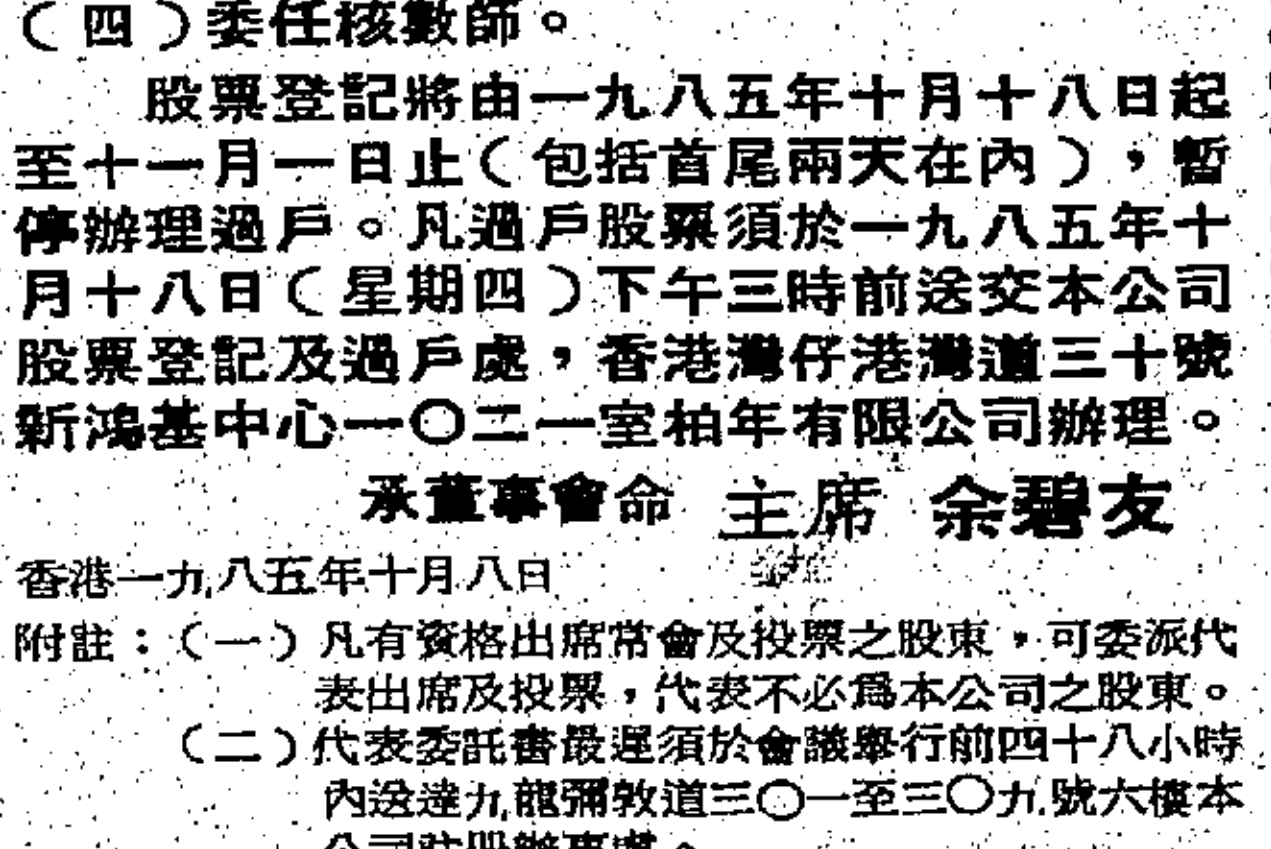 （四）委任核數師。
股票登記將由一九八五年十月十八日起
至十一月一日止（包括首尾兩天在內），暫
停辦理過戶。凡過戶股票須於一九八五年十
月十八日（星期四）下午三時前送交本公司
股票登記及過戶處，香港灣仔港灣道三十號
新鴻基中心一〇二一室柏年有限公司辦理。
承董事會命 主席 余碧友
香港一九八五年十月八日
附註：（一）凡有資格出席常會及投票之股東，可委派代
表出席及投票，代表不必爲本公司之股東。
（二）代表委託書最遲須於會議舉行前四十八小時
內送達九龍彌敦道三〇一至三〇九號六樓本
公司註冊辦事處。